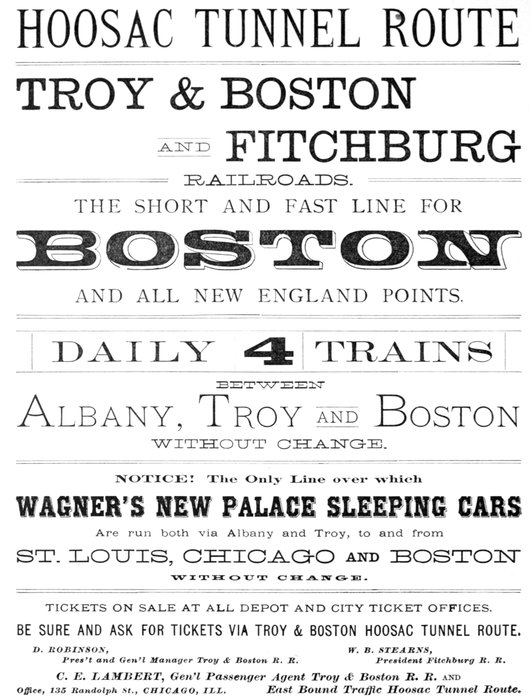 HOOSAC TUNNEL ROUTE
TROY & BOSTON
AND FITCHBURG
RAILROADS.
THE SHORT AND FAST LINE FOR
BOSTON
AND ALL NEW ENGLAND POINTS.
DAILY 4 TRAINS
BETWEEN
ALBANY, TROY AND BOSTON
WITHOUT CHANGE.
NOTICE! The Only Line over which
WAGNER'S NEW PALACE SLEEPING CARS
Are run both via Albany and Troy, to and from
ST. LOUIS, CHICAGO AND BOSTON
WITHOUT CHANGE.
TICKETS ON SALE AT ALL DEPOT AND CITY TICKET OFFICES.
BE SURE AND ASK FOR TICKETS VIA TROY & BOSTON HOOSAC TUNNEL ROUTE.
D. ROBINSON, W. B. STEARNS,
Pres't and Gen'l Manager Troy & Boston R. R. President Fitchburg R. R.
C. E. LAMBERT, Gen'l Passenger Agent Troy & Boston R. R. AND
Office, 135 Randolph St., CHICAGO, ILL. East Bound Traffic Hoosac Tunnel Route.